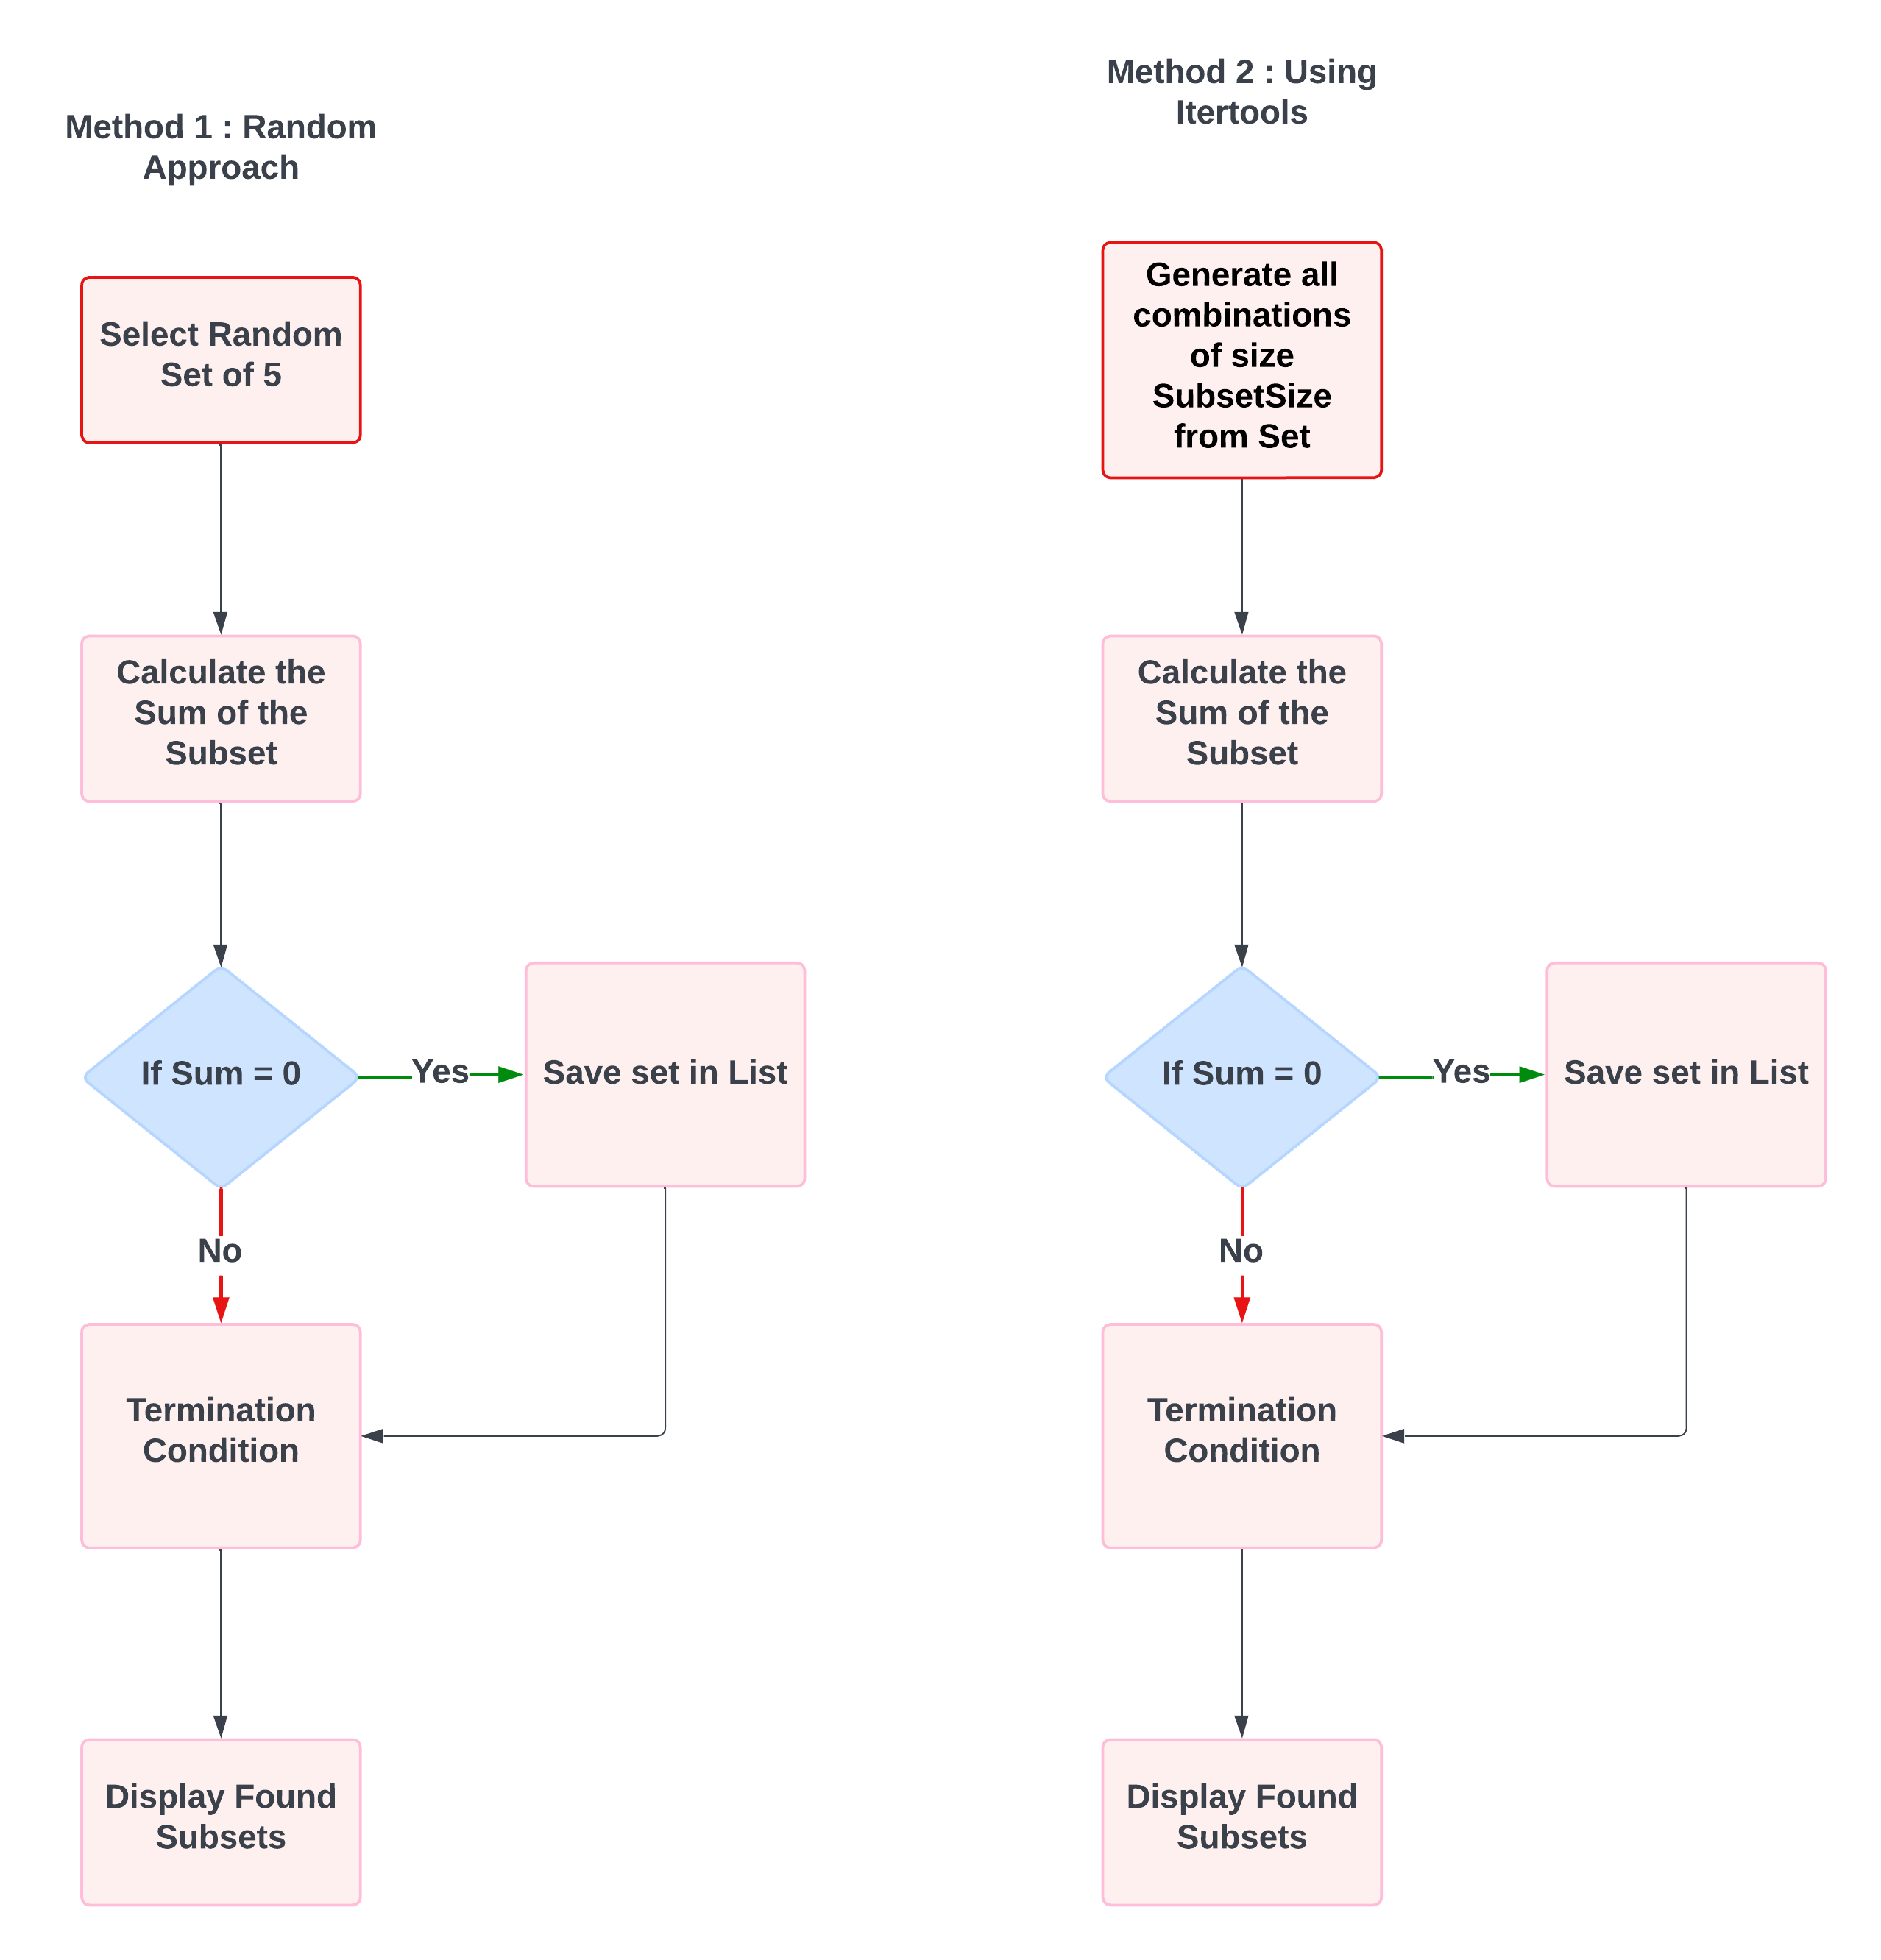 Method 1 : Random
Approach
Select Random
Set of 5
Calculate the
Sum of the
Subset
If Sum = 0
Yes
Save set in List
No
Termination
Condition
Display Found
Subsets
Method 2 : Using
Itertools
Generate all
combinations
of size
SubsetSize
from Set
Calculate the
Sum of the
Subset
If Sum = 0
Yes
Save set in List
No
Termination
Condition
Display Found
Subsets